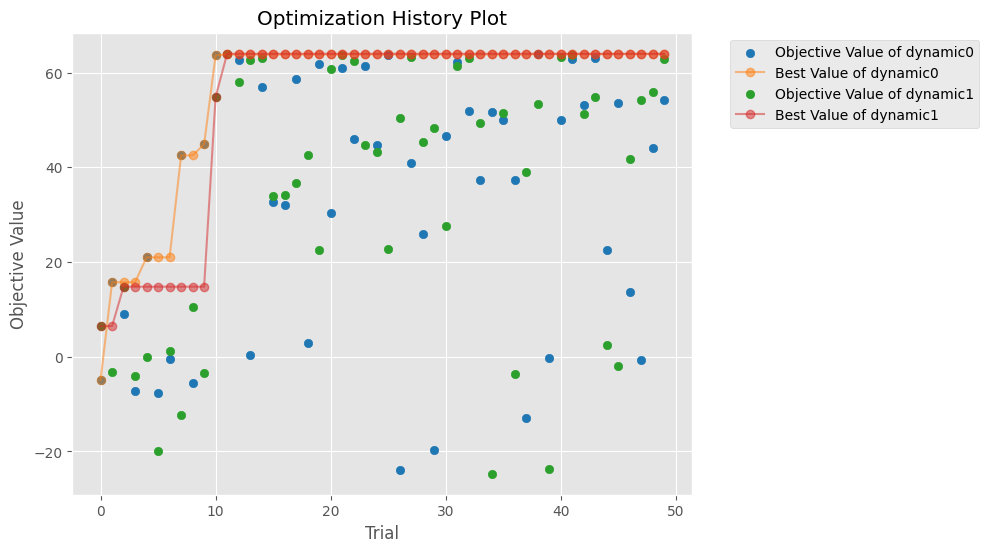 Optimization History Plot
Objective Value of dynamic0
Best Value of dynamic0
Objective Value of dynamic1
Best Value of dynamic1
Objective Value
60
40
20
0
−20
0
10
20
30
40
50
Trial